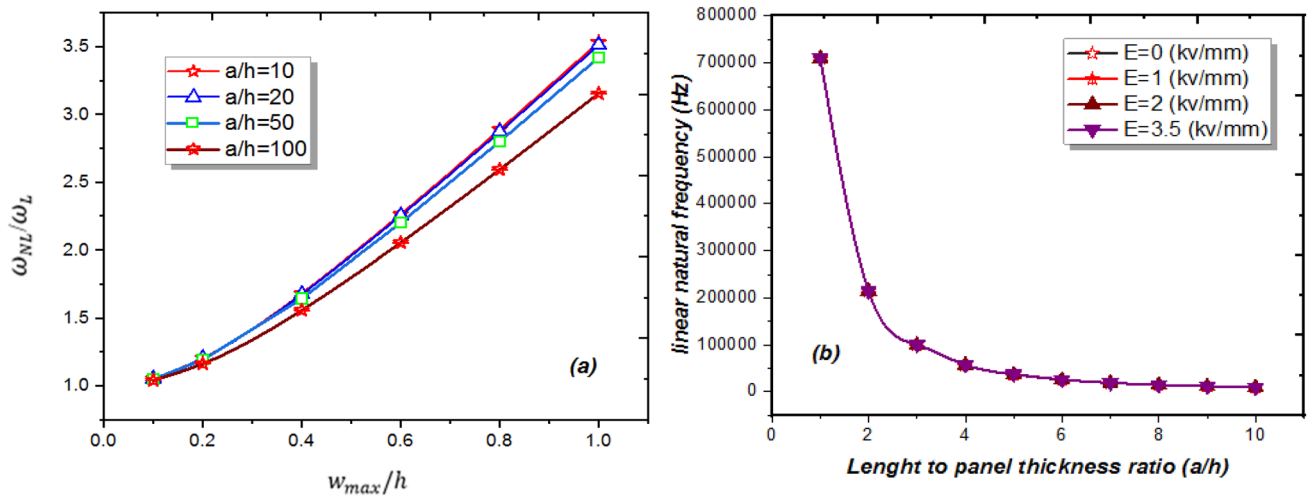 3.5
3.0
2.5
2.0
1.5
1.0
ω_NL/ω_L
a/h=10
a/h=20
a/h=50
a/h=100
(a)
0.0 0.2 0.4 0.6 0.8 1.0
w_max/h
800000
700000
600000
500000
400000
300000
200000
100000
0
linear natural frequency (Hz)
E=0 (kv/mm)
E=1 (kv/mm)
E=2 (kv/mm)
E=3.5 (kv/mm)
(b)
0 2 4 6 8 10
Lenght to panel thickness ratio (a/h)